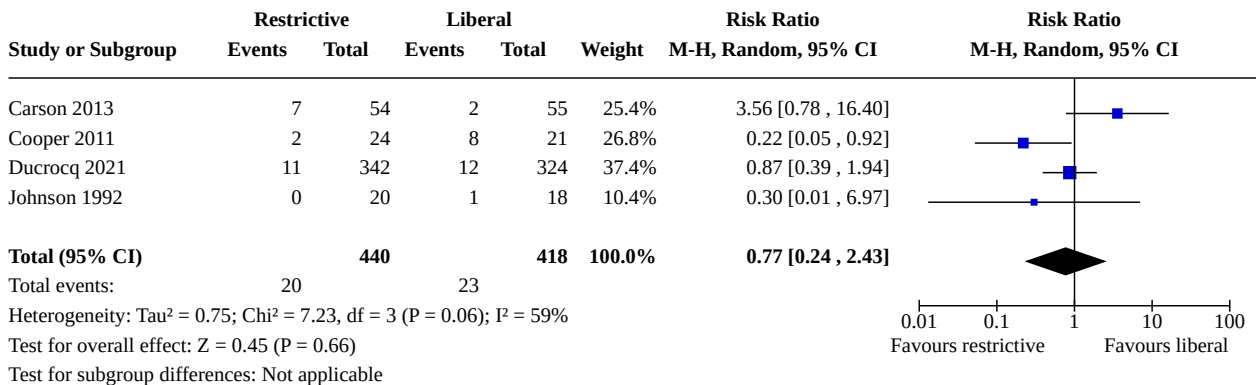 Restrictive Liberal Risk Ratio Risk Ratio
Study or Subgroup Events Total Events Total Weight M-H, Random, 95% CI M-H, Random, 95% CI
Carson 2013 7 54 2 55 25.4% 3.56 [0.78 , 16.40]
Cooper 2011 2 24 8 21 26.8% 0.22 [0.05 , 0.92]
Ducrocq 2021 11 342 12 324 37.4% 0.87 [0.39 , 1.94]
Johnson 1992 0 20 1 18 10.4% 0.30 [0.01 , 6.97]
Total (95% CI) 440 418 100.0% 0.77 [0.24 , 2.43]
Total events: 20 23
Heterogeneity: Tau² = 0.75; Chi² = 7.23, df = 3 (P = 0.06); I² = 59%
0.01 0.1 1 10 100
Test for overall effect: Z = 0.45 (P = 0.66)
Favours restrictive Favours liberal
Test for subgroup differences: Not applicable